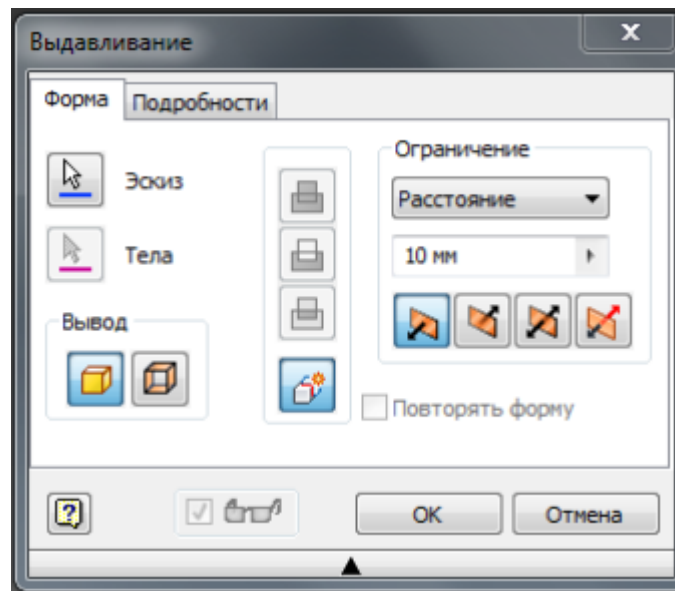 Выдавливание
Форма
Подробности
Эскиз
Тела
Вывод
Ограничение
Расстояние
10 мм
Повторять форму
ОК
Отмена